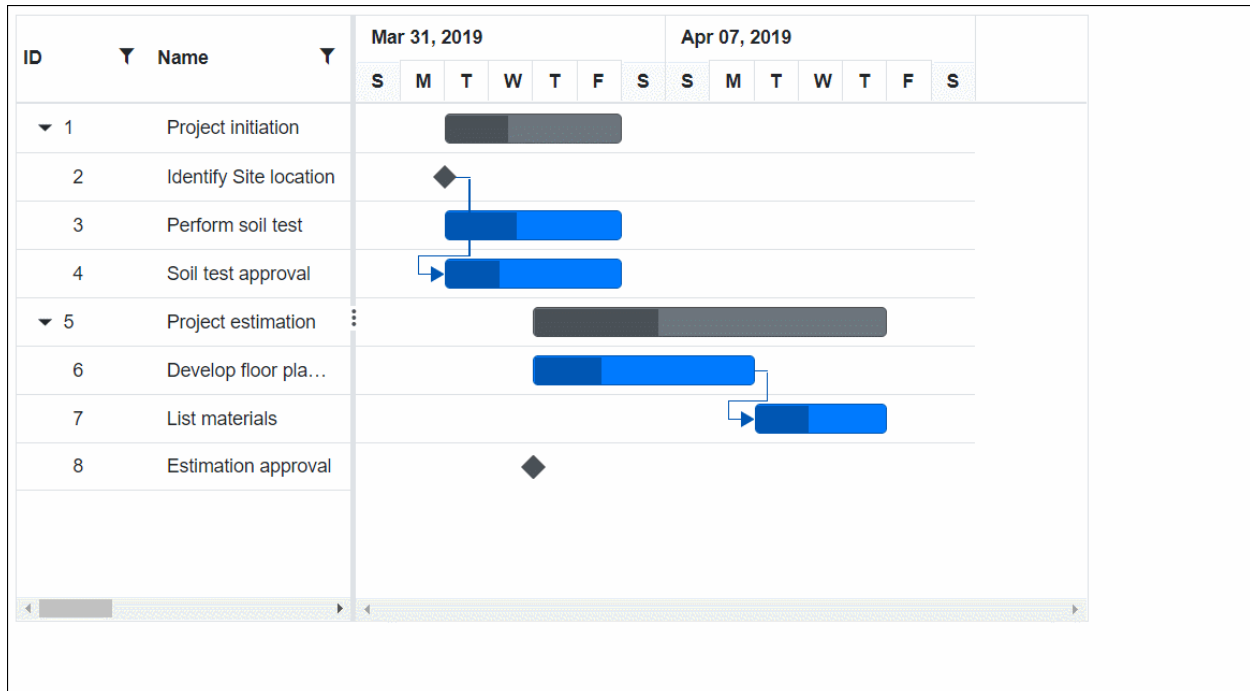 ID Name Mar 31, 2019 Apr 07, 2019
S M T W T F S S M T W T F S
1 Project initiation
2 Identify Site location
3 Perform soil test
4 Soil test approval
5 Project estimation
6 Develop floor pla…
7 List materials
8 Estimation approval